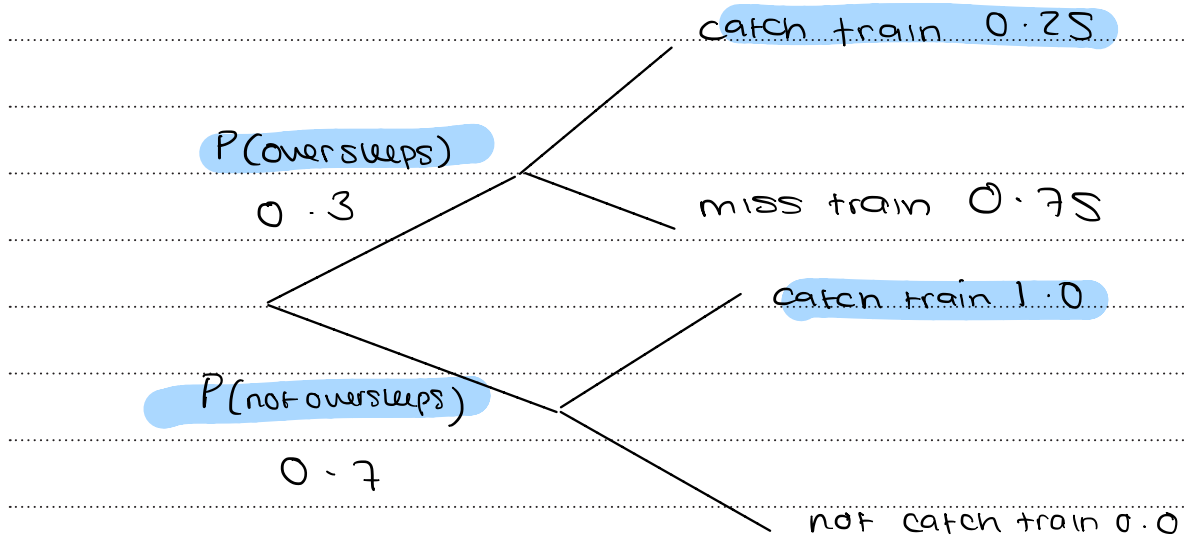 catch train 0.25
P(oversleeps)
0.3
miss train 0.75
catch train 1.0
P(not oversleeps)
0.7
not catch train 0.0